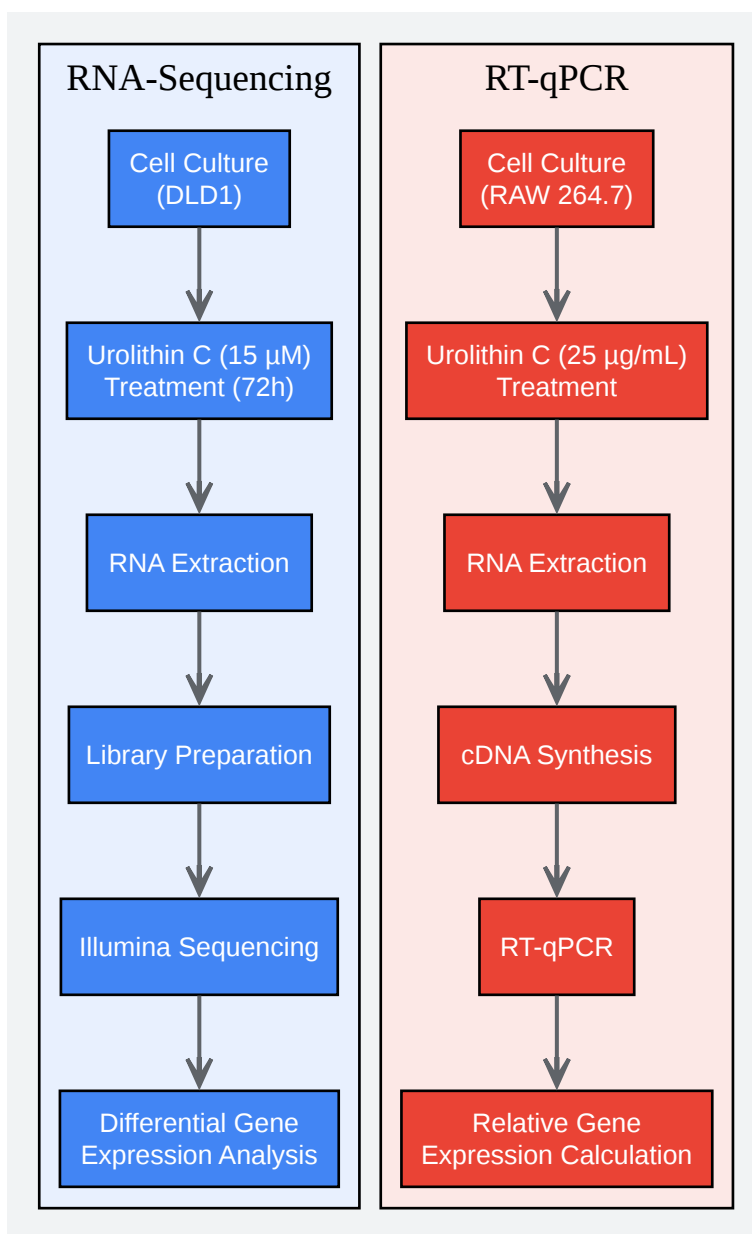 RNA-Sequencing
Cell Culture
(DLD1)
Urolithin C (15 µM)
Treatment (72h)
RNA Extraction
Library Preparation
Illumina Sequencing
Differential Gene
Expression Analysis
RT-qPCR
Cell Culture
(RAW 264.7)
Urolithin C (25 µg/mL)
Treatment
RNA Extraction
cDNA Synthesis
RT-qPCR
Relative Gene
Expression Calculation